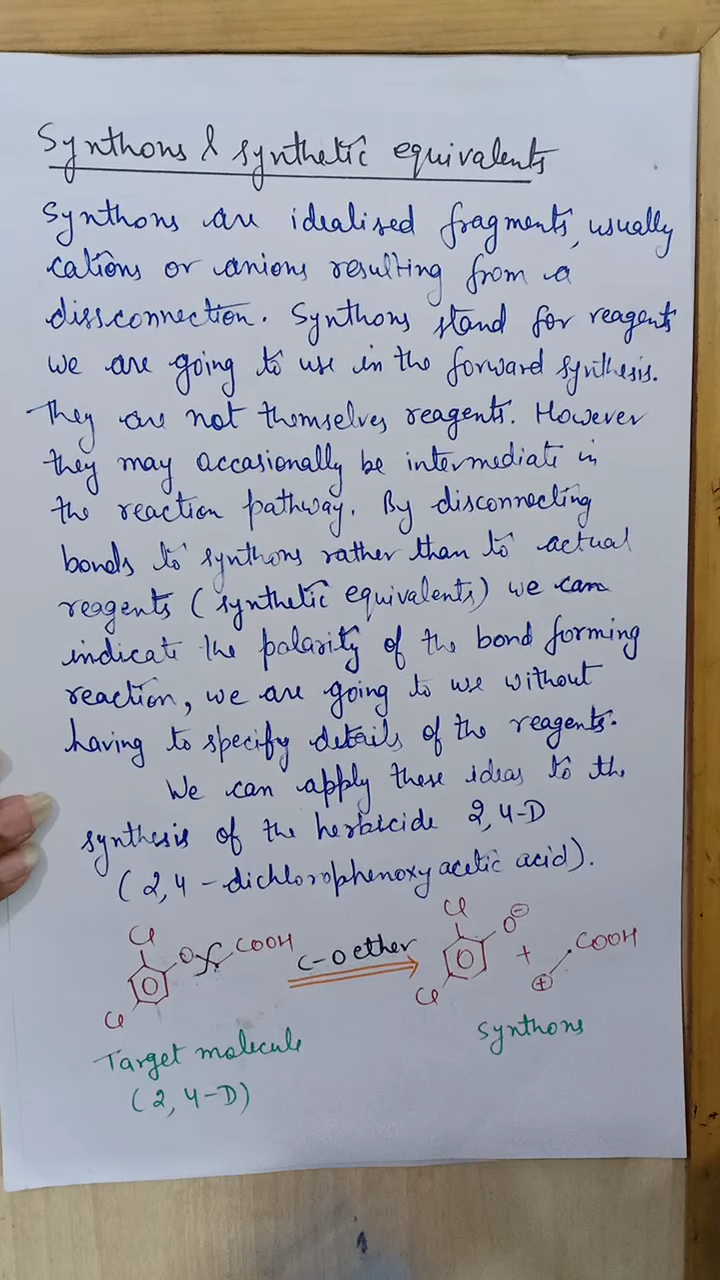 Synthons & synthetic equivalents
Synthons are idealised fragments, usually
cations or anions resulting from a
dissconnection. Synthons stand for reagents
we are going to use in the forward synthesis.
They are not themselves reagents. However
they may accasionally be intermediate in
the reaction pathway. By disconnecting
bonds to synthons rather than to actual
reagents (synthetic equivalents) we can
indicate the polarity of the bond forming
reaction, we are going to use without
having to specify details of the reagents.
We can apply these ideas to the
synthesis of the herbicide 2,4-D
(2,4-dichlorophenoxy acetic acid).
Cl O COOH C-O ether Cl O⊖ + ⊕ COOH
Cl Cl
Target molecule Synthons
(2,4-D)